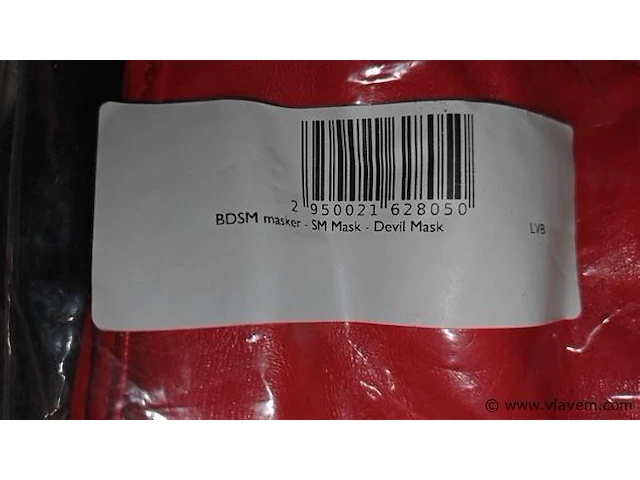 2 950021 628050
BDSM masker - SM Mask - Devil Mask
LVB
© www.vlavem.com